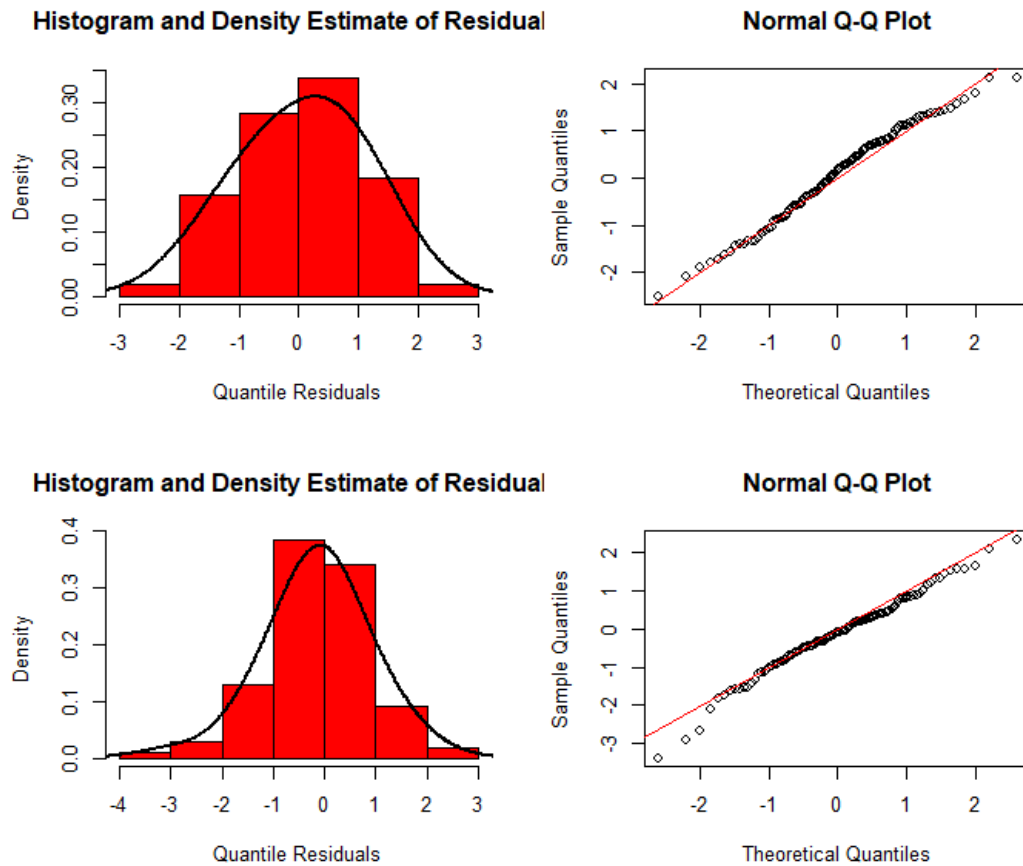 Histogram and Density Estimate of Residual
Density
0.00 0.10 0.20 0.30
-3 -2 -1 0 1 2 3
Quantile Residuals
Normal Q-Q Plot
Sample Quantiles
-2 -1 0 1 2
-2 -1 0 1 2
Theoretical Quantiles
Histogram and Density Estimate of Residual
Density
0.0 0.1 0.2 0.3 0.4
-4 -3 -2 -1 0 1 2 3
Quantile Residuals
Normal Q-Q Plot
Sample Quantiles
-3 -2 -1 0 1 2
-2 -1 0 1 2
Theoretical Quantiles